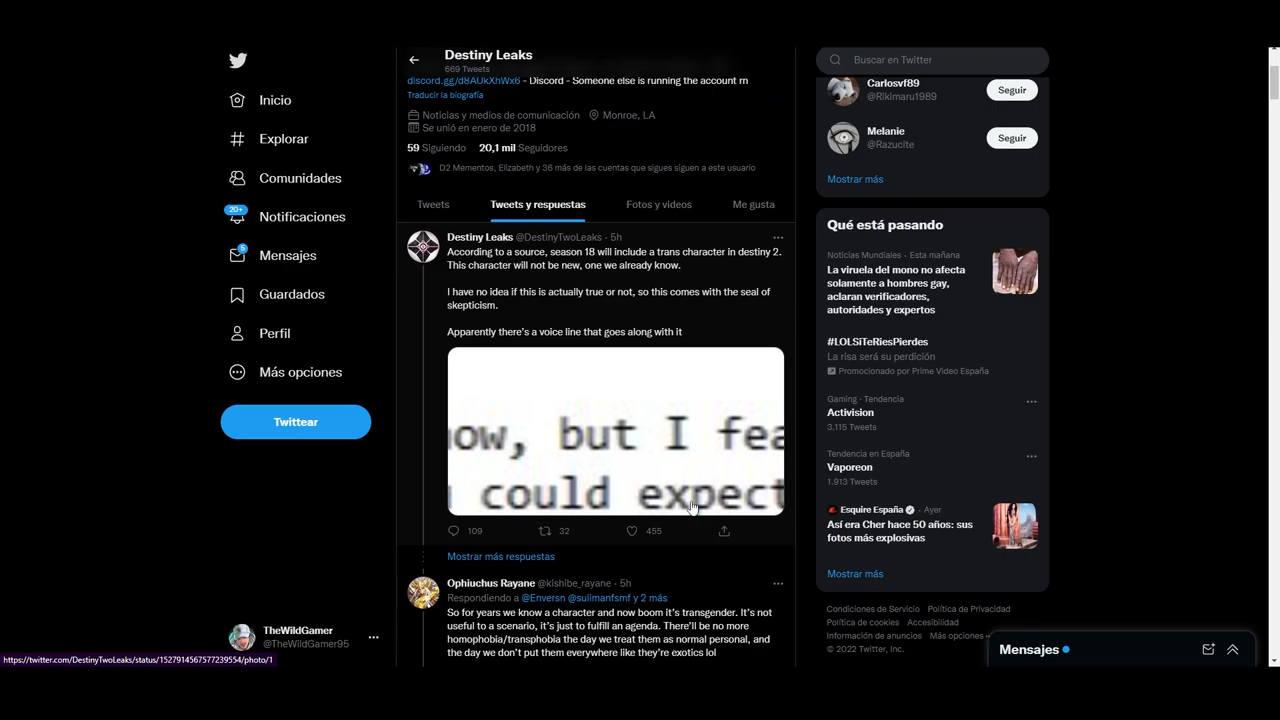 Destiny Leaks
669 Tweets
discord.gg/d8AUkXhWx6 - Discord - Someone else is running the account rn
Traducir la biografía
Noticias y medios de comunicación Monroe, LA
Se unió en enero de 2018
59 Siguiendo 20,1 mil Seguidores
D2 Mementos, Elizabeth y 36 más de las cuentas que sigues siguen a este usuario
Tweets Tweets y respuestas Fotos y vídeos Me gusta
Destiny Leaks @DestinyTwoLeaks · 5h
According to a source, season 18 will include a trans character in destiny 2.
This character will not be new, one we already know.
I have no idea if this is actually true or not, so this comes with the seal of
skepticism.
Apparently there's a voice line that goes along with it
now, but I fea
could expect
109 32 455
Mostrar más respuestas
Ophiuchus Rayane @kishibe_rayane · 5h
Respondiendo a @Enversn @sulimanfsmf y 2 más
So for years we know a character and now boom it's transgender. It's not
useful to a scenario, it's just to fulfill an agenda. There'll be no more
homophobia/transphobia the day we treat them as normal personal, and
the day we don't put them everywhere like they're exotics lol
Inicio
Explorar
Comunidades
20+
Notificaciones
5
Mensajes
Guardados
Perfil
Más opciones
Twittear
TheWildGamer
@TheWildGamer95
https://twitter.com/DestinyTwoLeaks/status/1527914567577239554/photo/1
Buscar en Twitter
Carlosvf89
@Rikimaru1989
Seguir
Melanie
@Razucite
Seguir
Mostrar más
Qué está pasando
Noticias Mundiales · Esta mañana
La viruela del mono no afecta
solamente a hombres gay,
aclaran verificadores,
autoridades y expertos
#LOLSiTeRiesPierdes
La risa será su perdición
Promocionado por Prime Video España
Gaming · Tendencia
Activision
3.115 Tweets
Tendencia en España
Vaporeon
1.913 Tweets
Esquire España · Ayer
Así era Cher hace 50 años: sus
fotos más explosivas
Mostrar más
Condiciones de Servicio Política de Privacidad
Política de cookies Accesibilidad
Información de anuncios Más opciones
© 2022 Twitter, Inc.
Mensajes